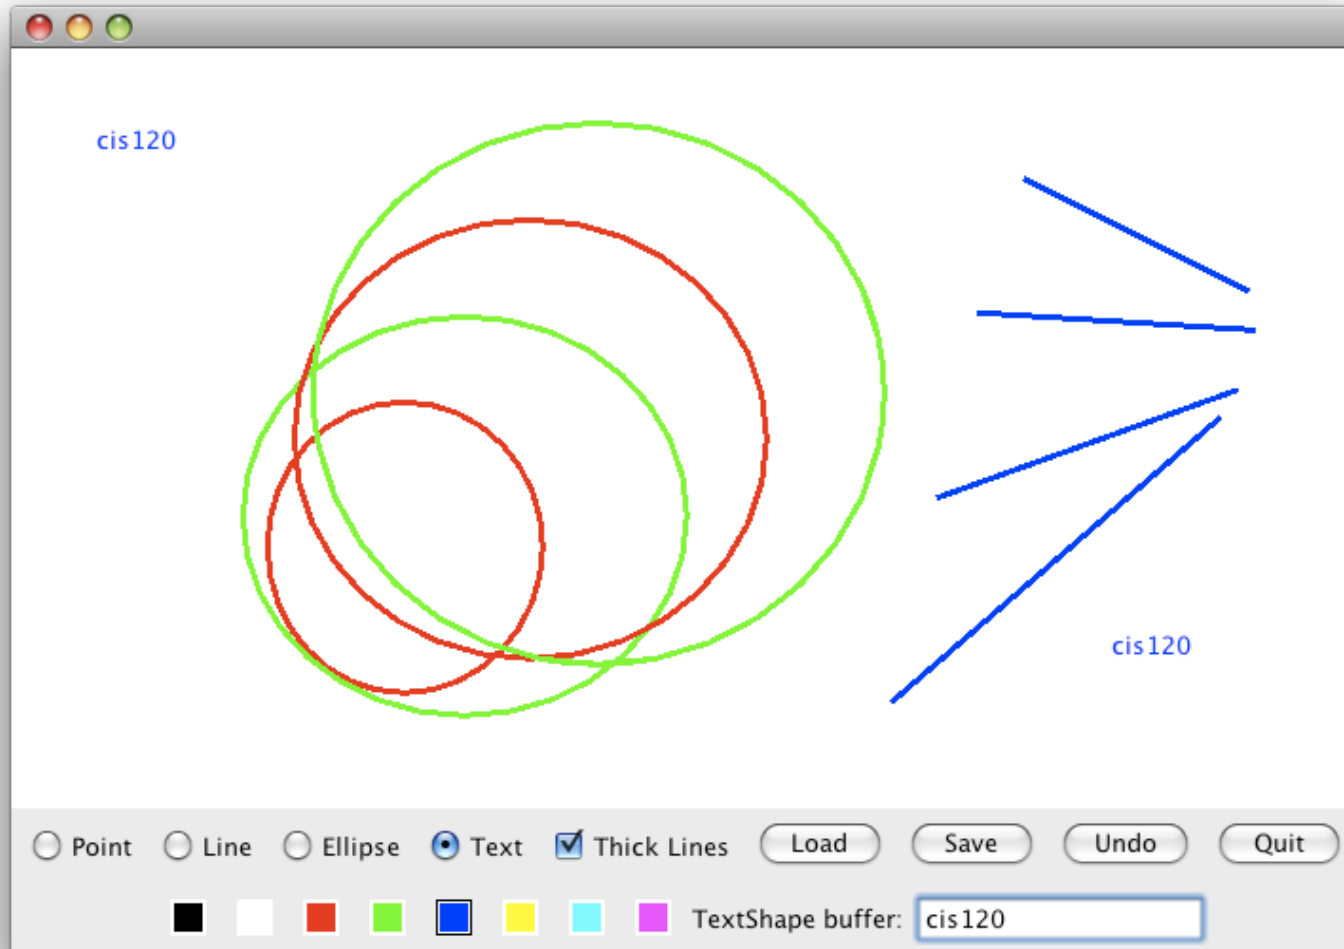 cis120
cis120
Point Line Ellipse Text Thick Lines Load Save Undo Quit
TextShape buffer: cis120